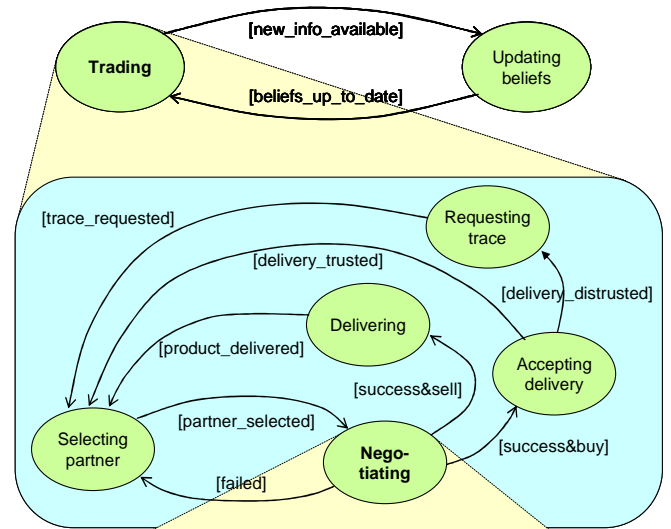 [new_info_available]
Trading
Updating
beliefs
[beliefs_up_to_date]
[trace_requested]
Requesting
trace
[delivery_trusted]
[delivery_distrusted]
Delivering
[product_delivered]
Accepting
delivery
[success&sell]
[partner_selected]
Selecting
partner
[success&buy]
Nego-
tiating
[failed]